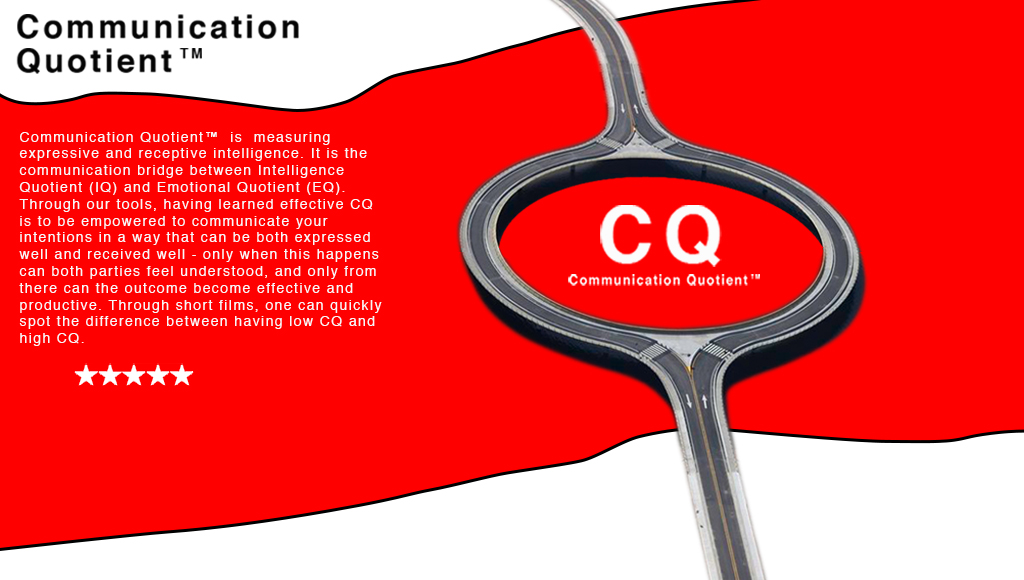 Communication
Quotient™
Communication Quotient™ is measuring
expressive and receptive intelligence. It is the
communication bridge between Intelligence
Quotient (IQ) and Emotional Quotient (EQ).
Through our tools, having learned effective CQ
is to be empowered to communicate your
intentions in a way that can be both expressed
well and received well - only when this happens
can both parties feel understood, and only from
there can the outcome become effective and
productive. Through short films, one can quickly
spot the difference between having low CQ and
high CQ.
CQ
Communication Quotient™